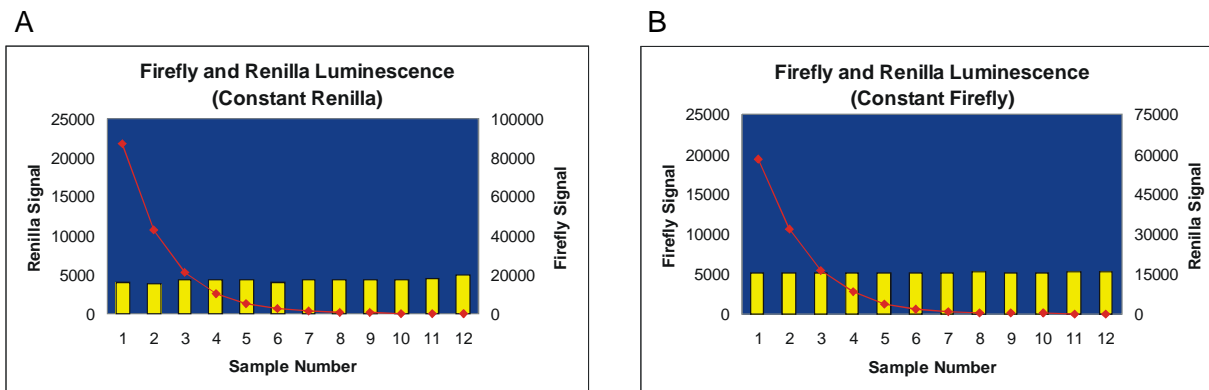 A
Firefly and Renilla Luminescence
(Constant Renilla)
Renilla Signal
25000
20000
15000
10000
5000
0
100000
80000
60000
40000
20000
0
Firefly Signal
1 2 3 4 5 6 7 8 9 10 11 12
Sample Number
B
Firefly and Renilla Luminescence
(Constant Firefly)
Firefly Signal
25000
20000
15000
10000
5000
0
75000
60000
45000
30000
15000
0
Renilla Signal
1 2 3 4 5 6 7 8 9 10 11 12
Sample Number